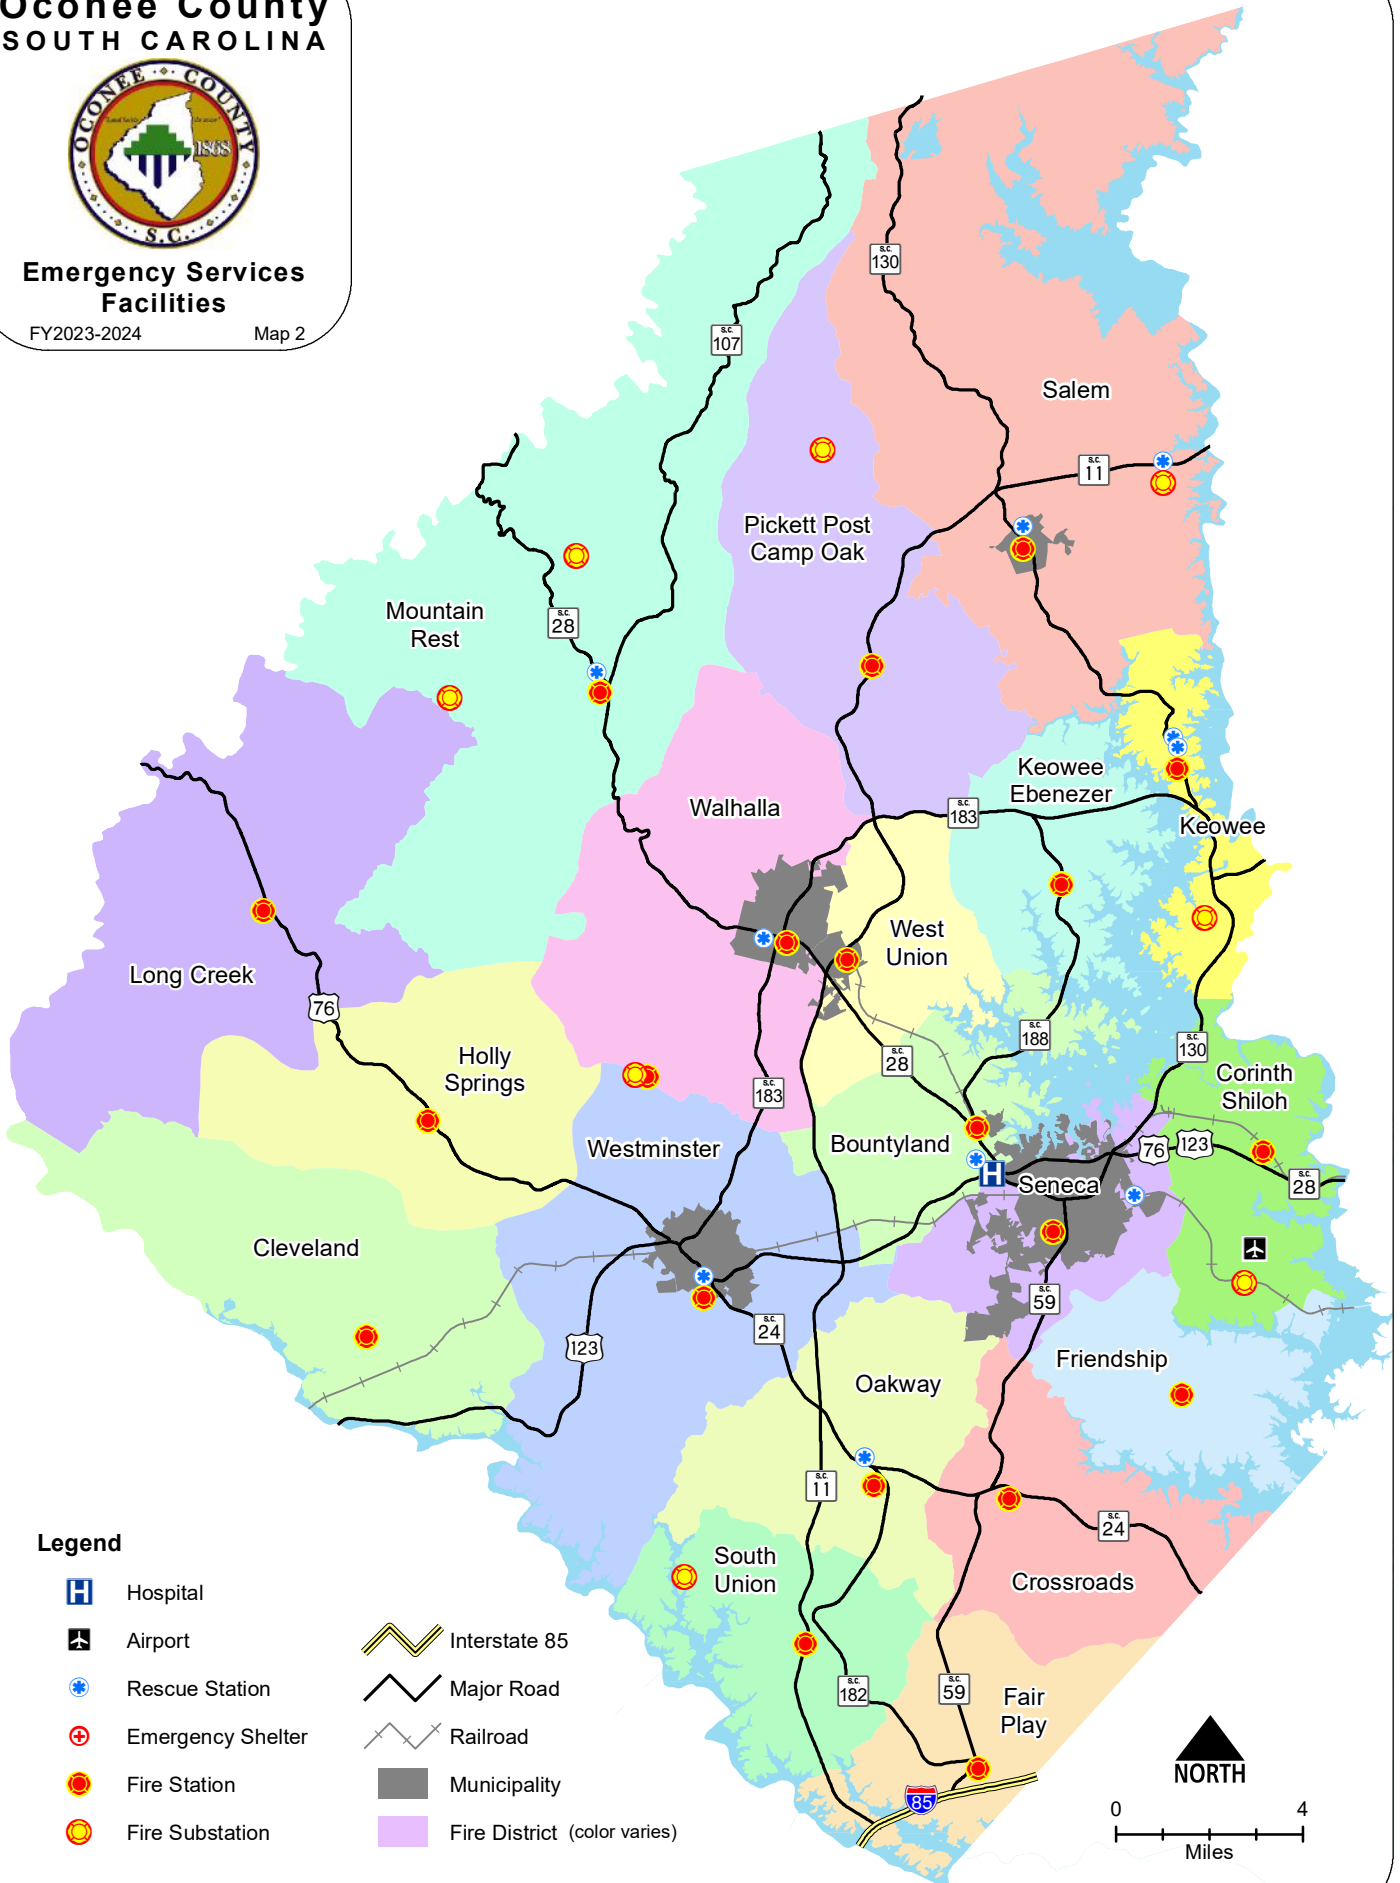 Oconee County
SOUTH CAROLINA
OCONEE COUNTY
1868
S.C.
Emergency Services
Facilities
FY2023-2024 Map 2
S.C.
130
S.C.
107
Salem
S.C.
11
Pickett Post
Camp Oak
S.C.
28
Mountain
Rest
Keowee
Ebenezer
Walhalla
S.C.
183
Keowee
West
Union
Long Creek
76
S.C.
188
S.C.
130
S.C.
28
Holly
Springs
Corinth
Shiloh
S.C.
183
Westminster
Bountyland
76
123
H
Seneca
S.C.
28
Cleveland
S.C.
59
S.C.
24
123
Friendship
Oakway
S.C.
11
S.C.
24
South
Union
Crossroads
S.C.
182
S.C.
59
Fair
Play
85
Legend
H Hospital
Airport
Interstate 85
Rescue Station
Major Road
Emergency Shelter
Railroad
Fire Station
Municipality
Fire Substation
Fire District (color varies)
NORTH
0 4
Miles